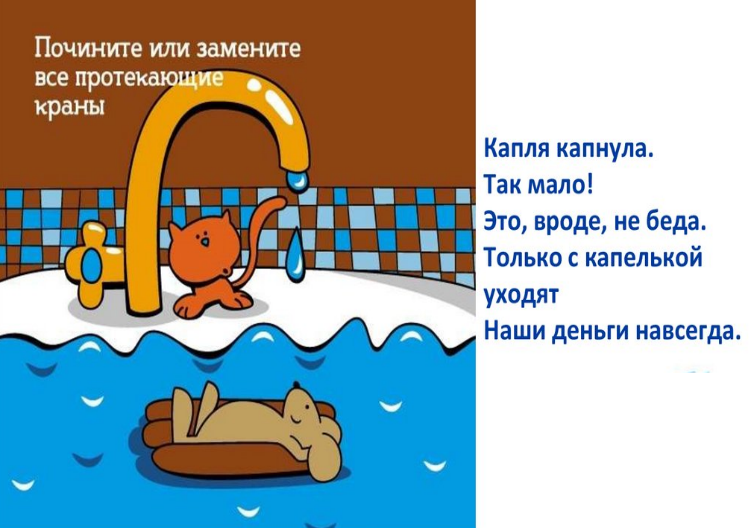 Почините или замените
все протекающие
краны
Капля капнула.
Так мало!
Это, вроде, не беда.
Только с капелькой
уходят
Наши деньги навсегда.